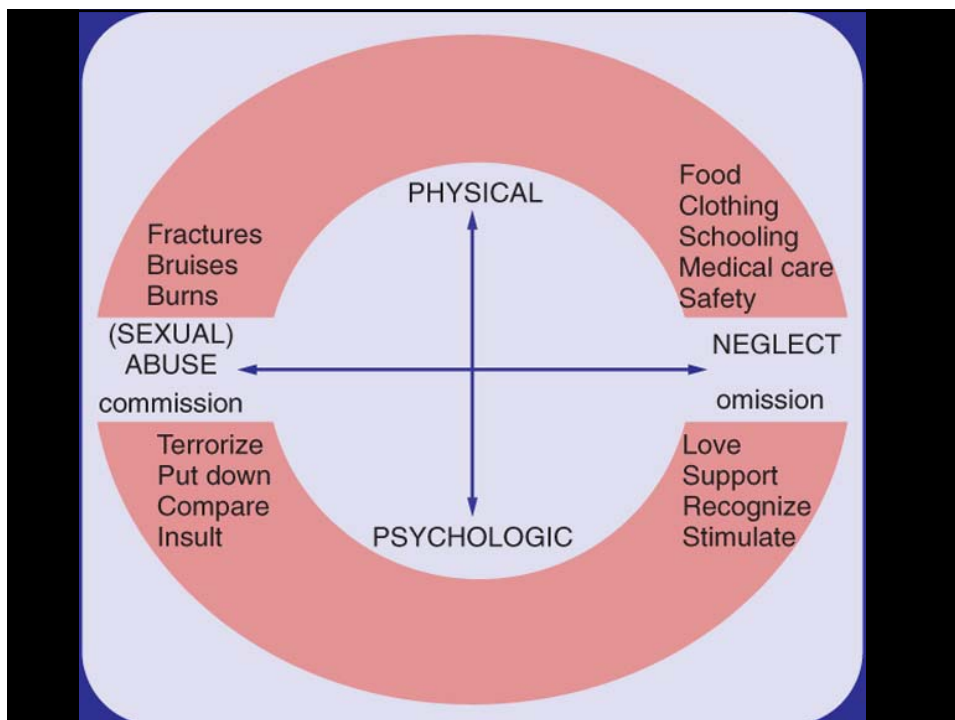 PHYSICAL
Fractures
Bruises
Burns
Food
Clothing
Schooling
Medical care
Safety
(SEXUAL)
ABUSE
commission
NEGLECT
omission
Terrorize
Put down
Compare
Insult
Love
Support
Recognize
Stimulate
PSYCHOLOGIC